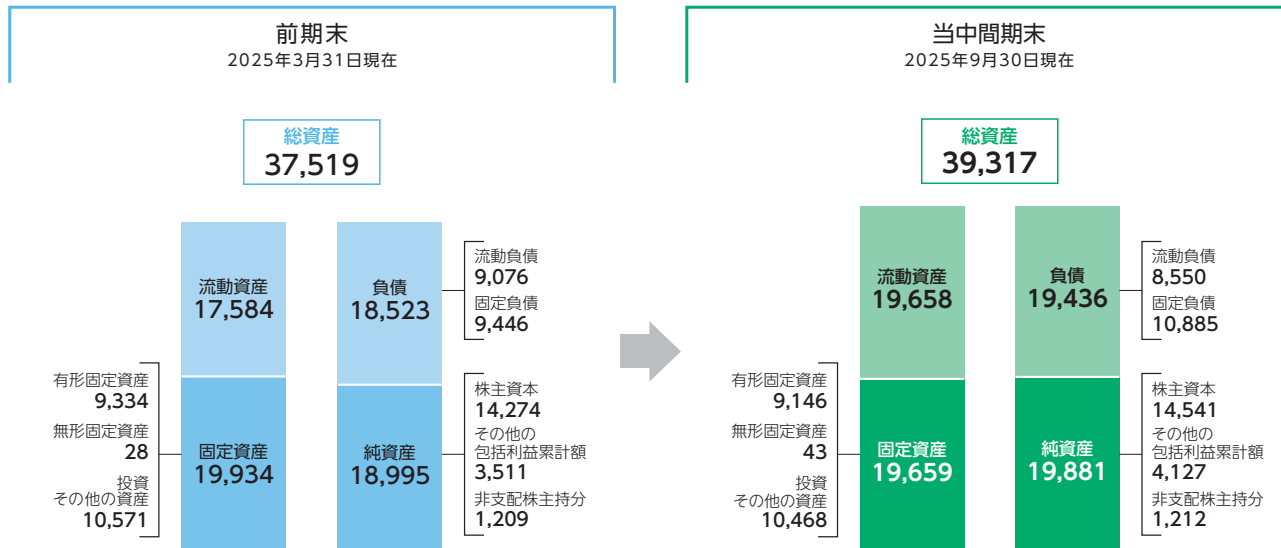 前期末
2025年3月31日現在
総資産
37,519
流動資産
17,584
有形固定資産
9,334
無形固定資産
28
投資
その他の資産
10,571
固定資産
19,934
負債
18,523
流動負債
9,076
固定負債
9,446
純資産
18,995
株主資本
14,274
その他の
包括利益累計額
3,511
非支配株主持分
1,209
当中間期末
2025年9月30日現在
総資産
39,317
流動資産
19,658
有形固定資産
9,146
無形固定資産
43
投資
その他の資産
10,468
固定資産
19,659
負債
19,436
流動負債
8,550
固定負債
10,885
純資産
19,881
株主資本
14,541
その他の
包括利益累計額
4,127
非支配株主持分
1,212